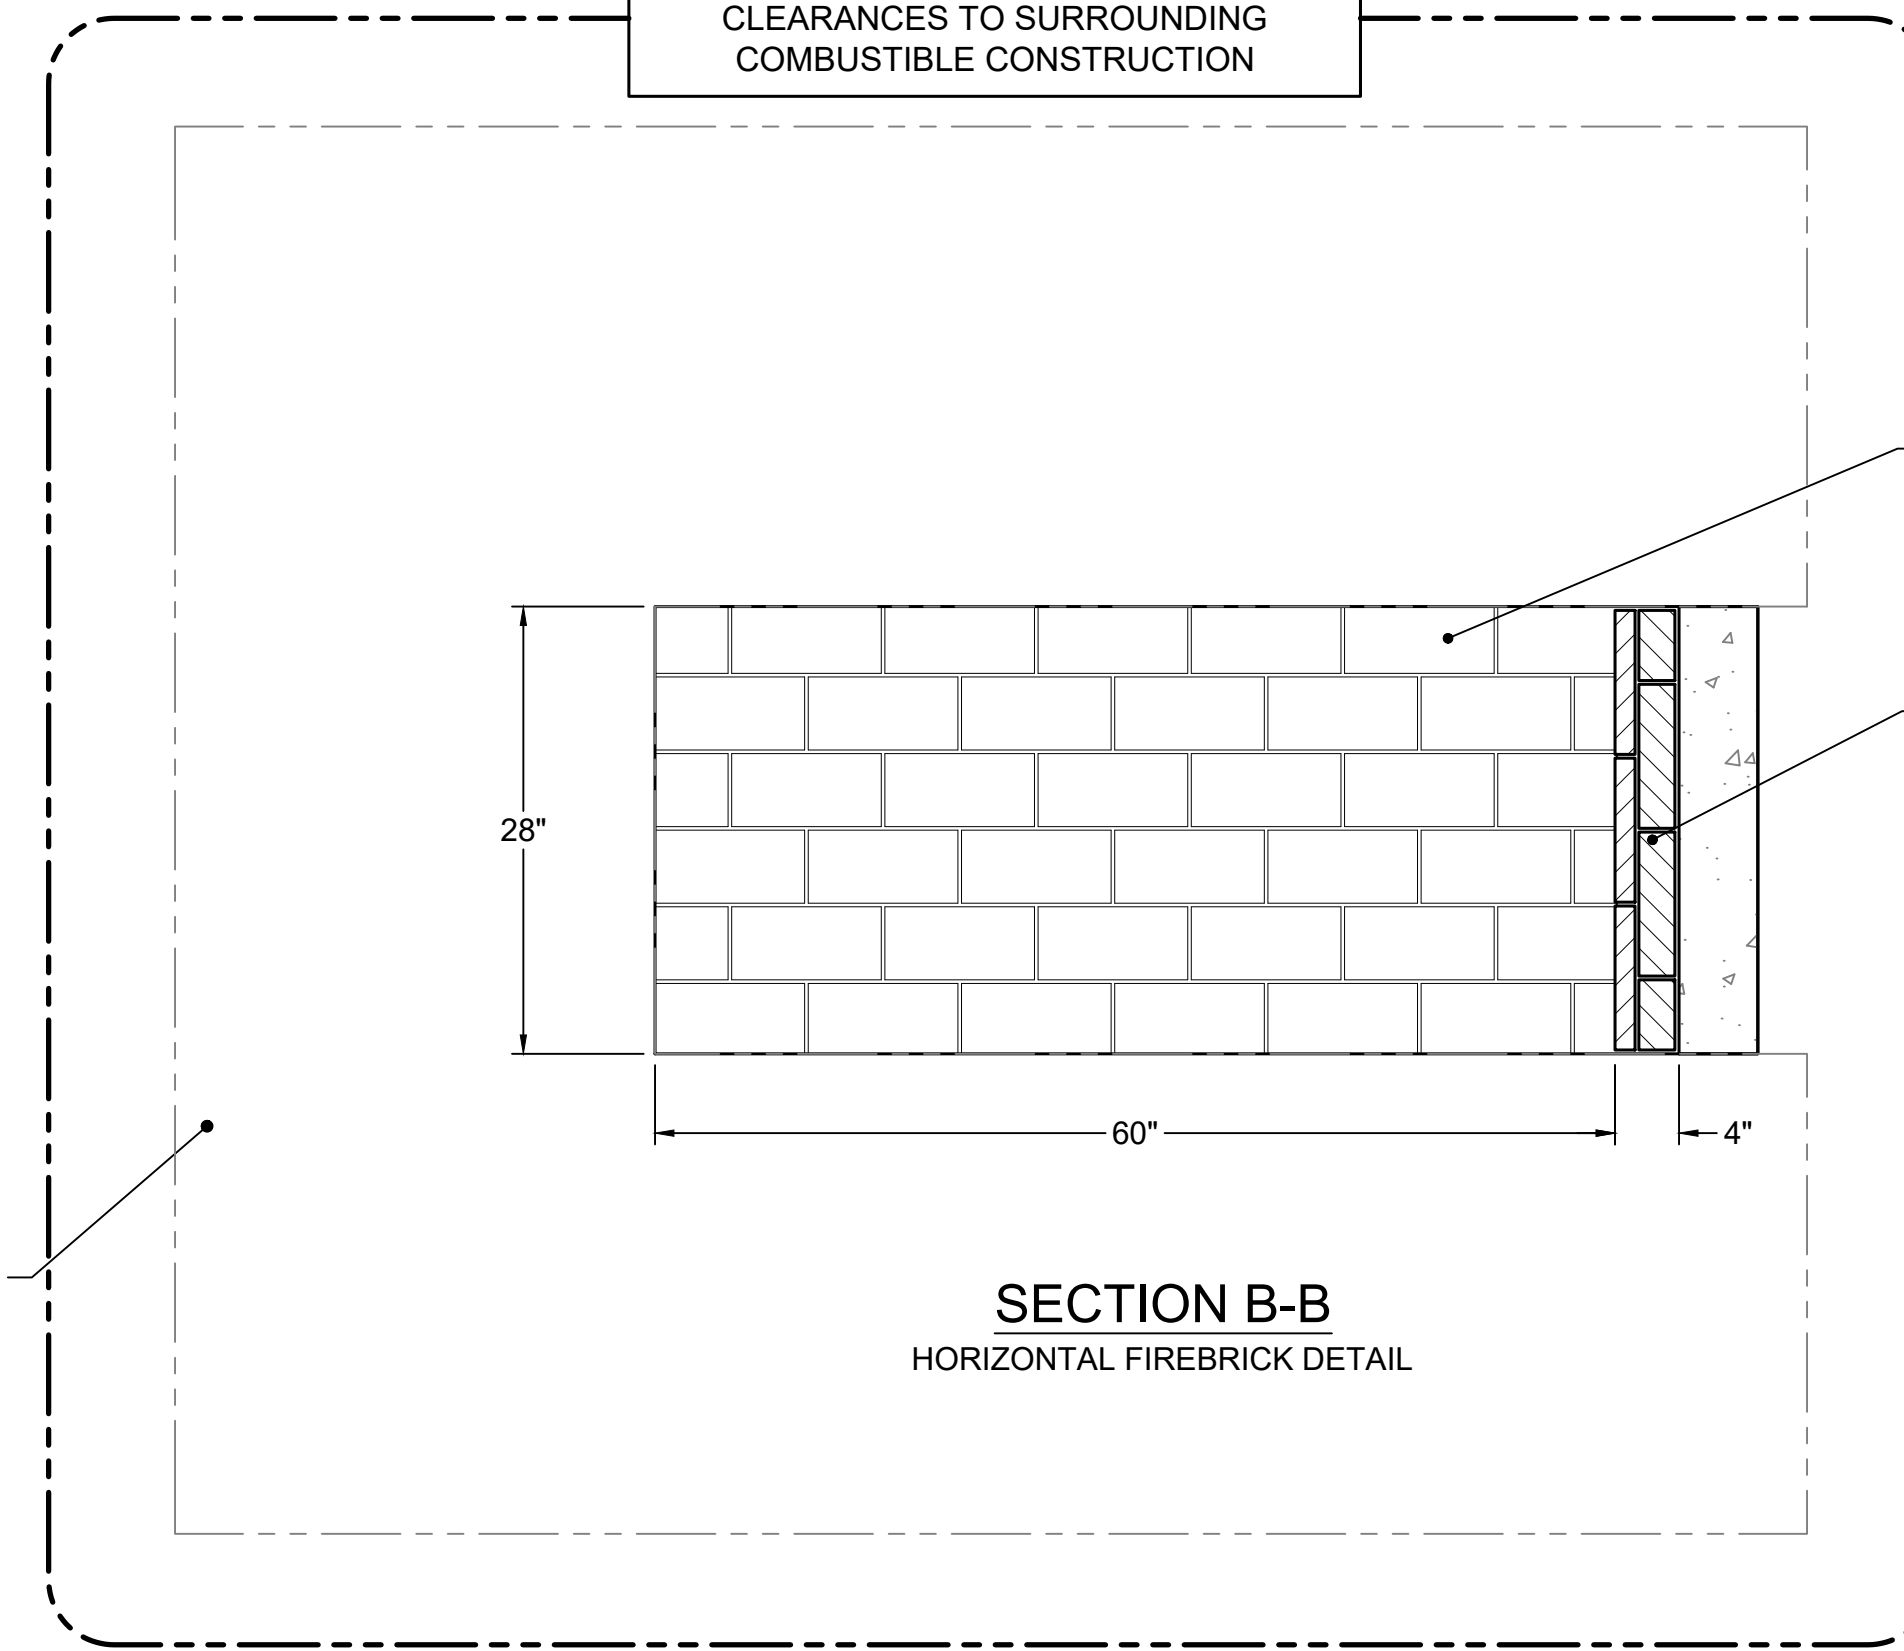 CLEARANCES TO SURROUNDING
COMBUSTIBLE CONSTRUCTION
28"
60"
4"
SECTION B-B
HORIZONTAL FIREBRICK DETAIL